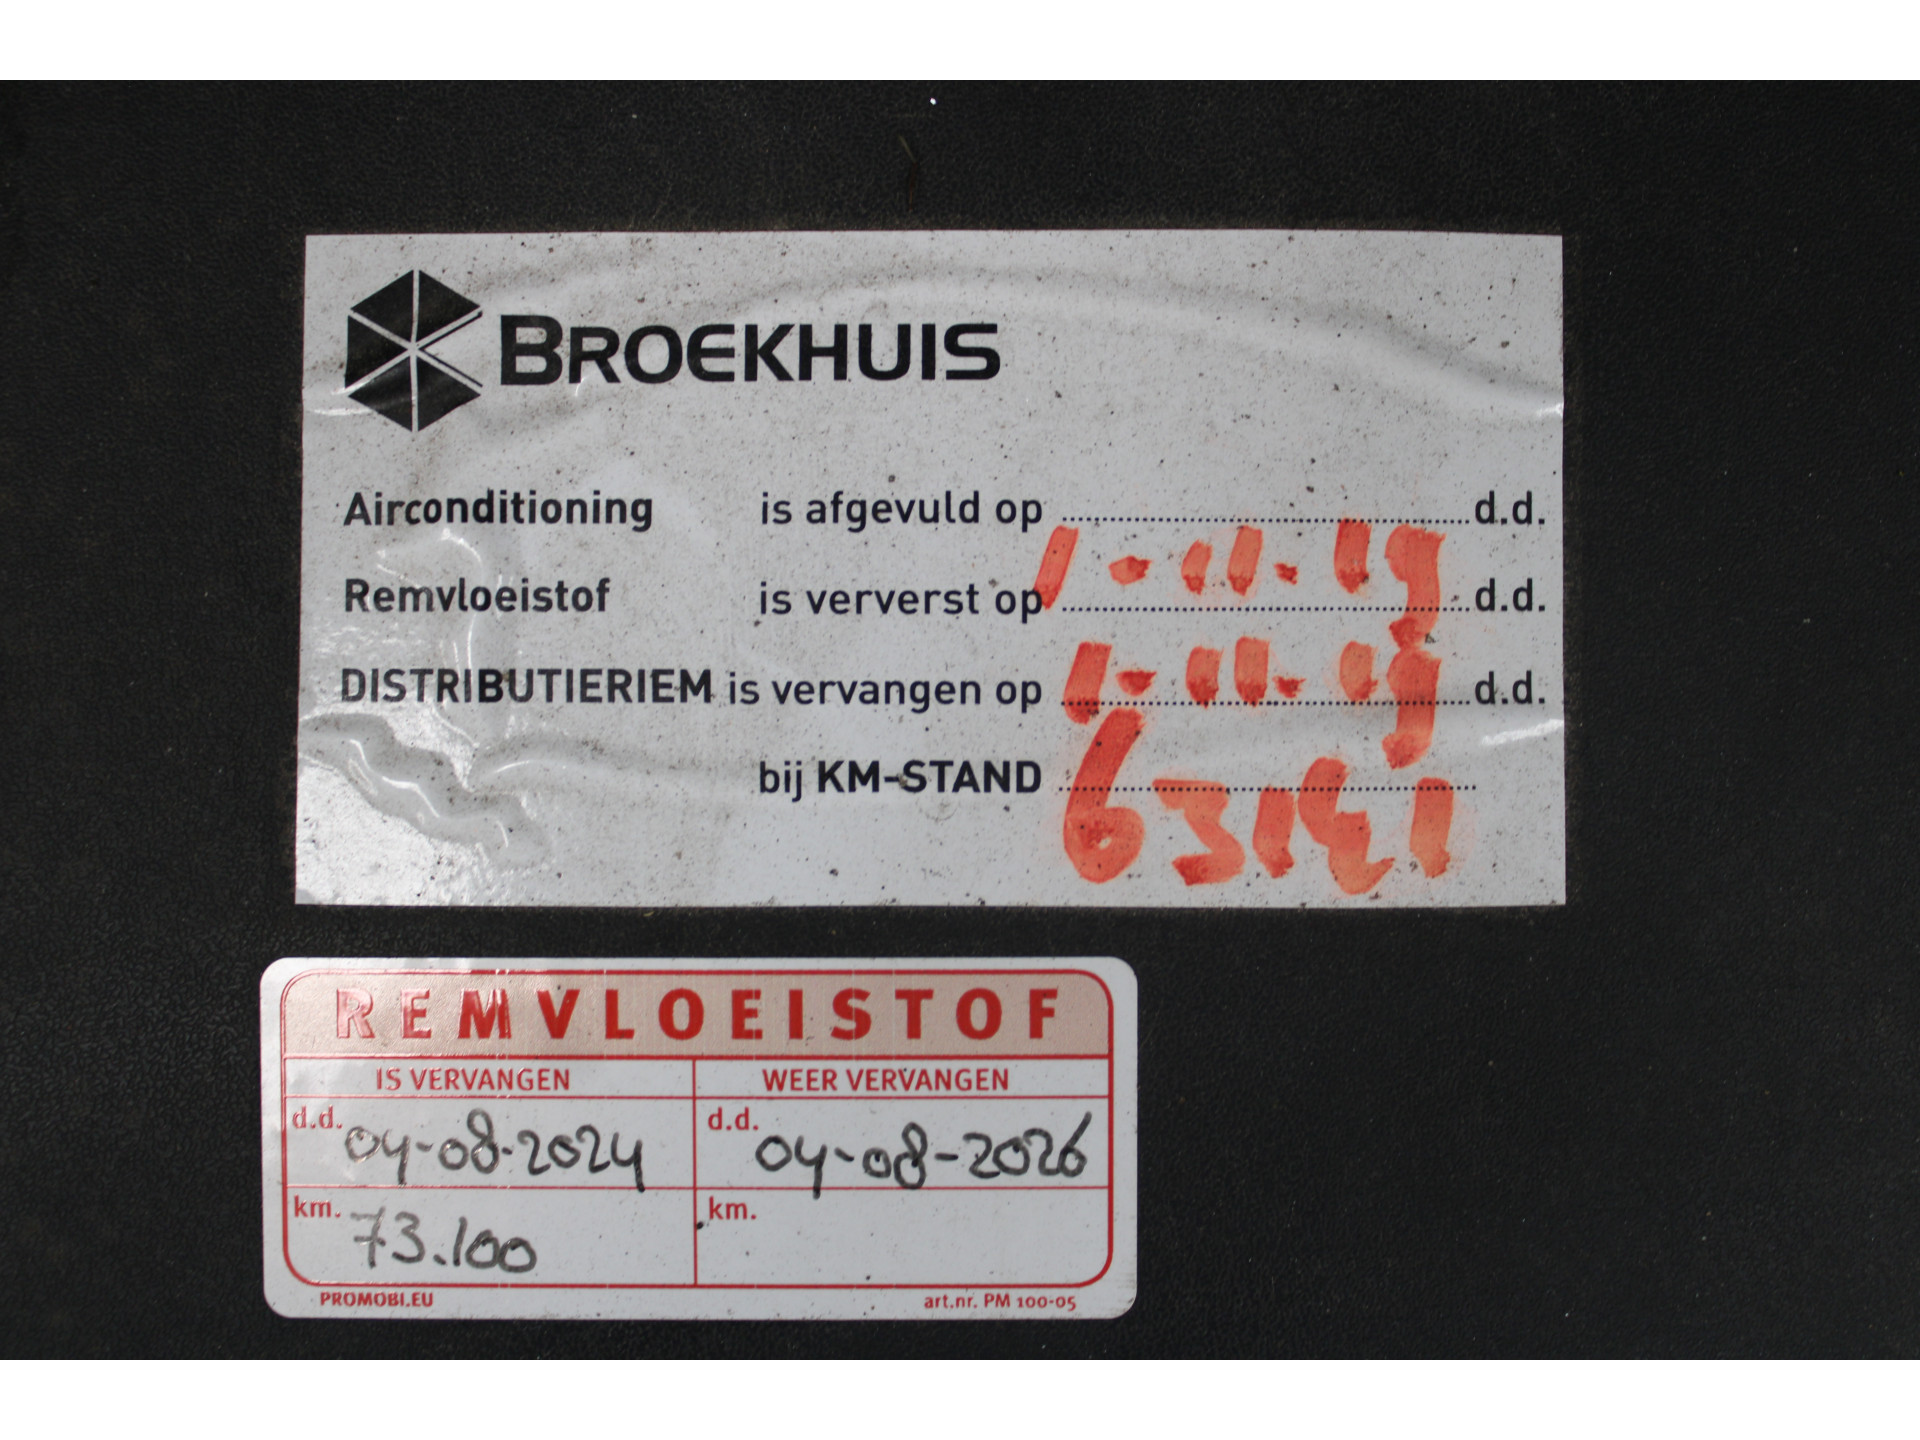 BROEKHUIS
Airconditioning is afgevuld op ........ d.d.
Remvloeistof is ververst op 1-11-19 d.d.
DISTRIBUTIERIEM is vervangen op 1-11-19 d.d.
bij KM-STAND
REMVLOEISTOF
IS VERVANGEN WEER VERVANGEN
d.d. 04-08-2024 d.d. 04-08-2026
km. 73.100 km.
PROMOBI.EU art.nr. PM 100-05